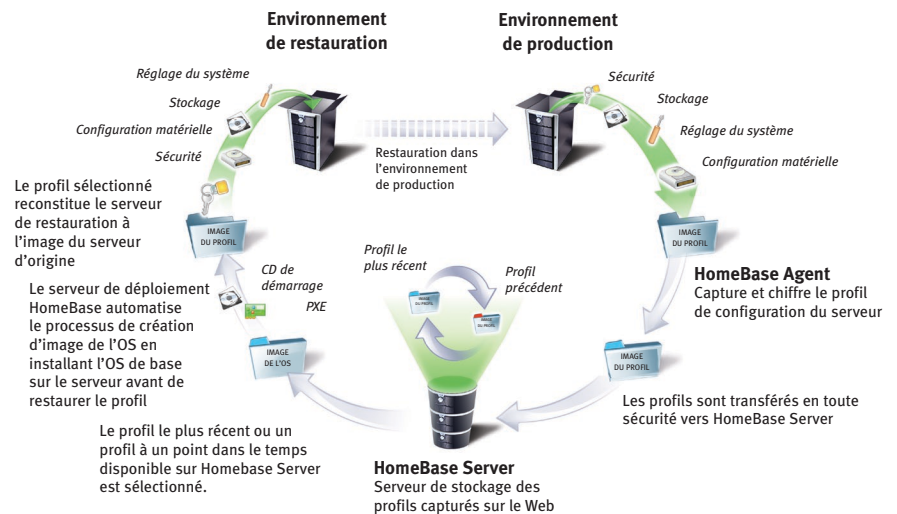 Environnement
de restauration
Environnement
de production
Réglage du système
Stockage
Configuration matérielle
Sécurité
Sécurité
Stockage
Réglage du système
Configuration matérielle
Restauration dans
l'environnement
de production
Le profil sélectionné
reconstitue le serveur
de restauration à
l'image du serveur
d'origine
IMAGE
DU PROFIL
IMAGE
DU PROFIL
HomeBase Agent
Capture et chiffre le profil
de configuration du serveur
Profil le
plus récent
Profil
précédent
IMAGE
DU PROFIL
IMAGE
DU PROFIL
CD de
démarrage
PXE
Le serveur de déploiement
HomeBase automatise
le processus de création
d'image de l'OS en
installant l'OS de base
sur le serveur avant de
restaurer le profil
IMAGE
DE L'OS
IMAGE
DU PROFIL
Les profils sont transférés en toute
sécurité vers HomeBase Server
Le profil le plus récent ou un
profil à un point dans le temps
disponible sur Homebase Server
est sélectionné.
HomeBase Server
Serveur de stockage des
profils capturés sur le Web